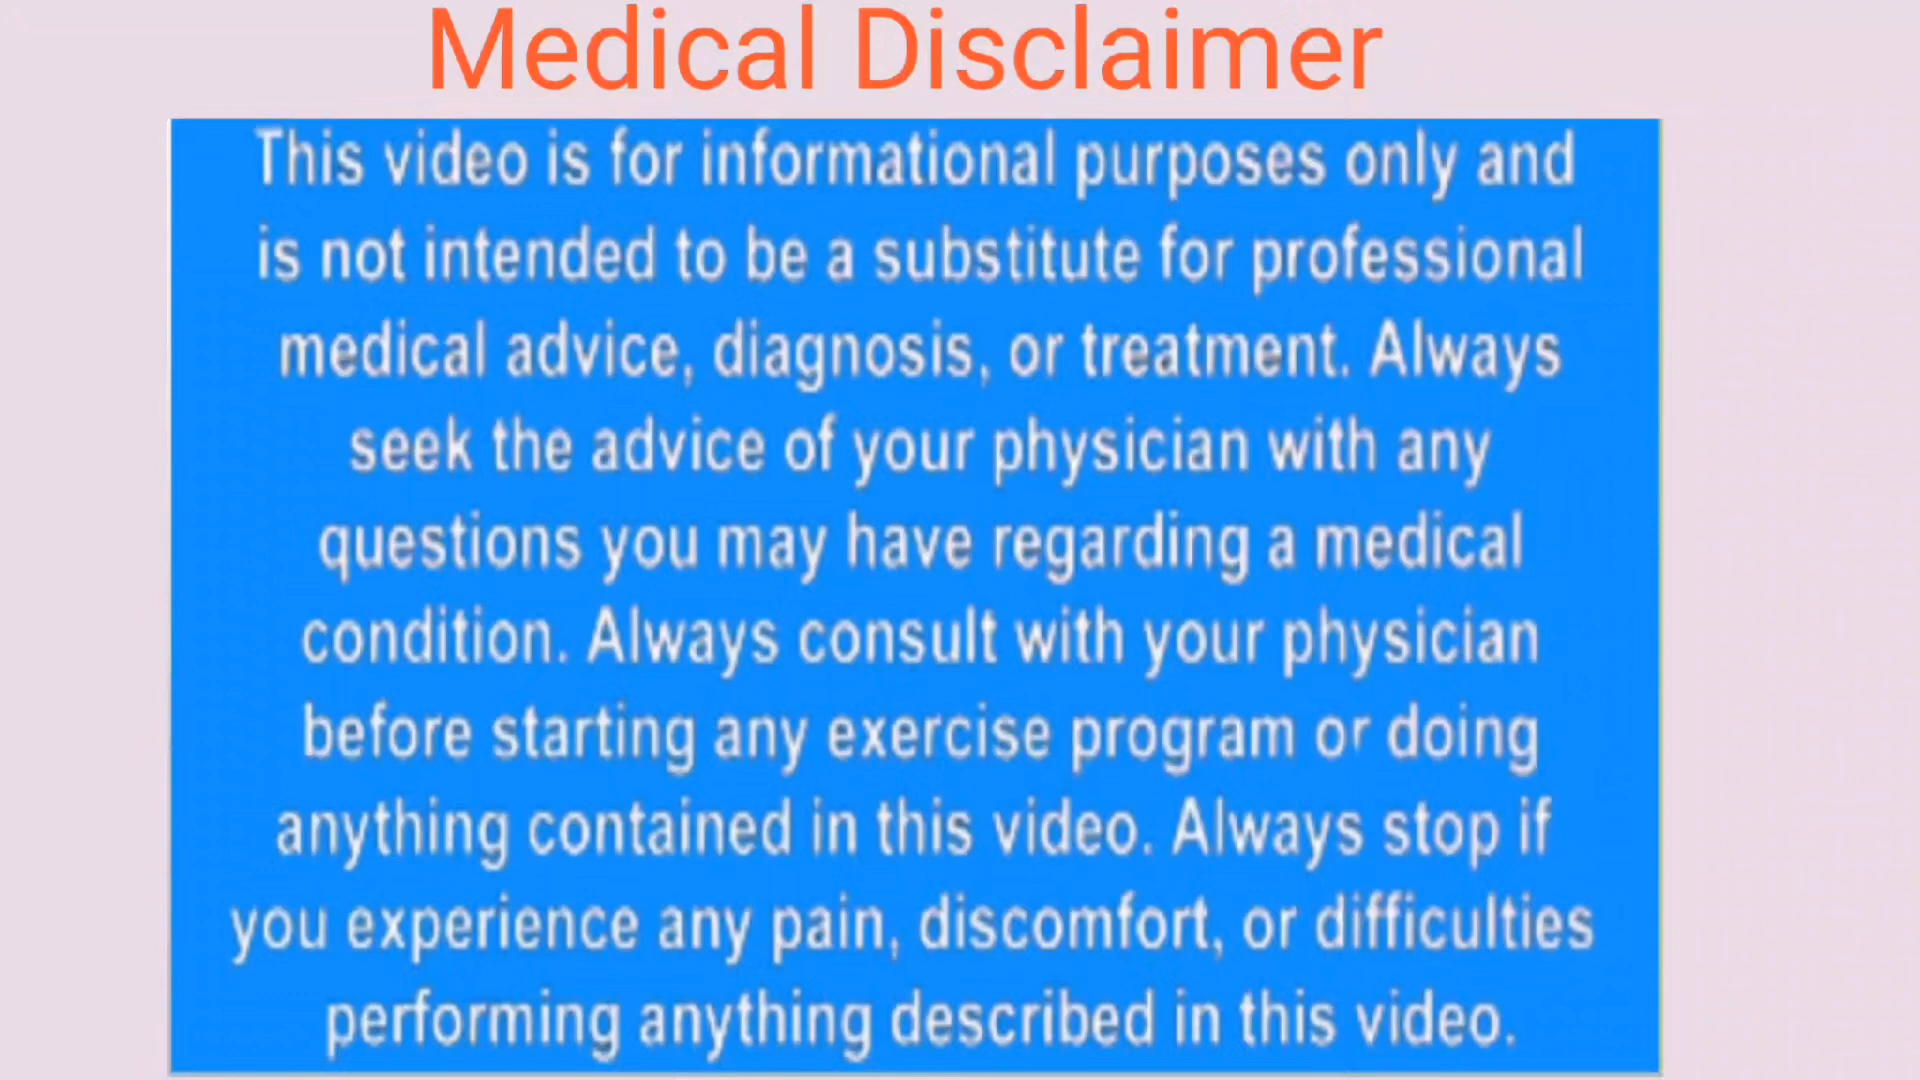 Medical Disclaimer
This video is for informational purposes only and
is not intended to be a substitute for professional
medical advice, diagnosis, or treatment. Always
seek the advice of your physician with any
questions you may have regarding a medical
condition. Always consult with your physician
before starting any exercise program or doing
anything contained in this video. Always stop if
you experience any pain, discomfort, or difficulties
performing anything described in this video.